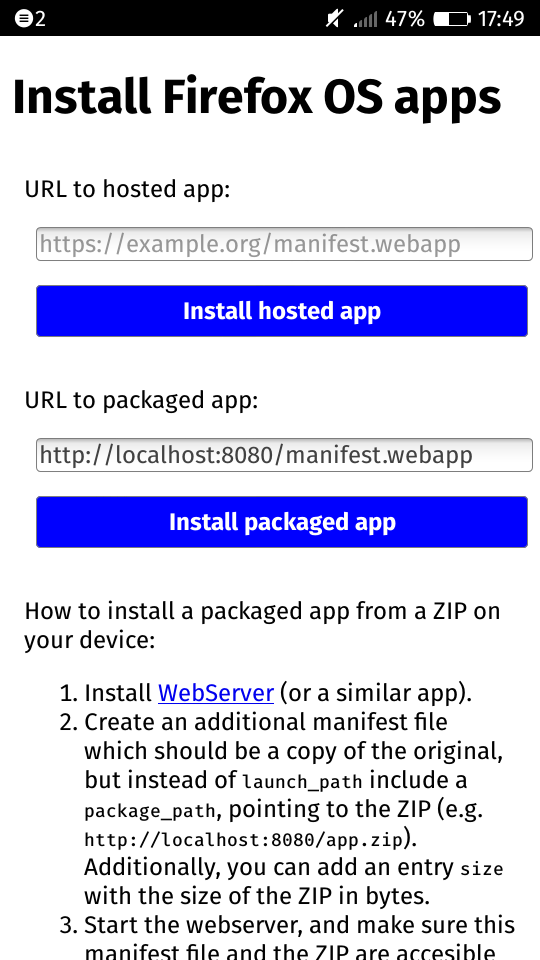 2 47% 17:49
Install Firefox OS apps
URL to hosted app:
https://example.org/manifest.webapp
Install hosted app
URL to packaged app:
http://localhost:8080/manifest.webapp
Install packaged app
How to install a packaged app from a ZIP on
your device:
1. Install WebServer (or a similar app).
2. Create an additional manifest file
which should be a copy of the original,
but instead of launch_path include a
package_path, pointing to the ZIP (e.g.
http://localhost:8080/app.zip).
Additionally, you can add an entry size
with the size of the ZIP in bytes.
3. Start the webserver, and make sure this
manifest file and the ZIP are accesible